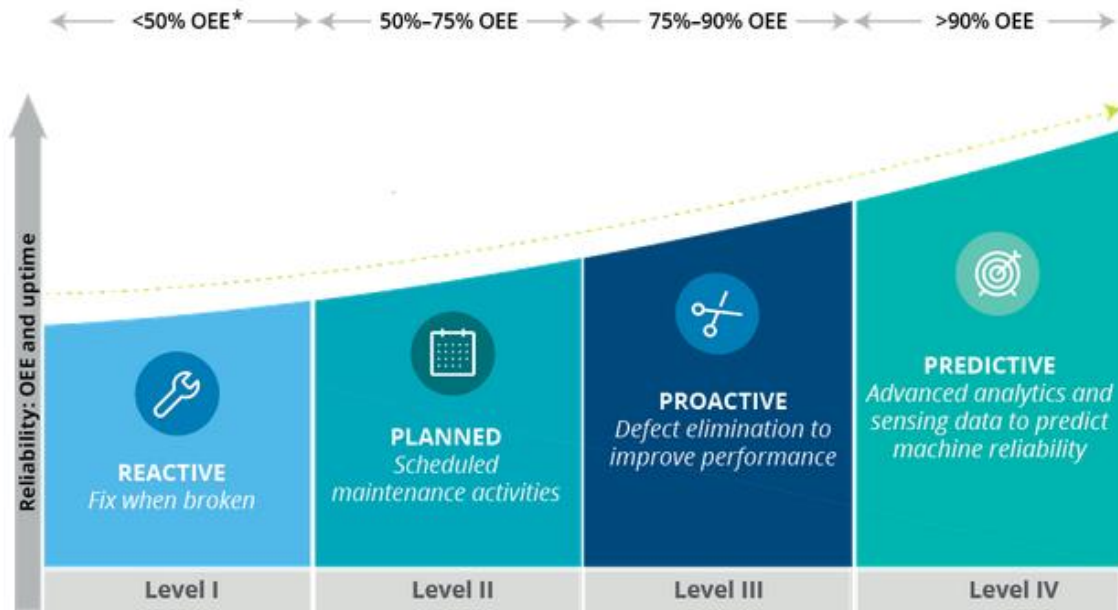 <50% OEE*
50%–75% OEE
75%–90% OEE
>90% OEE
Reliability: OEE and uptime
REACTIVE
Fix when broken
PLANNED
Scheduled
maintenance activities
PROACTIVE
Defect elimination to
improve performance
PREDICTIVE
Advanced analytics and
sensing data to predict
machine reliability
Level I
Level II
Level III
Level IV